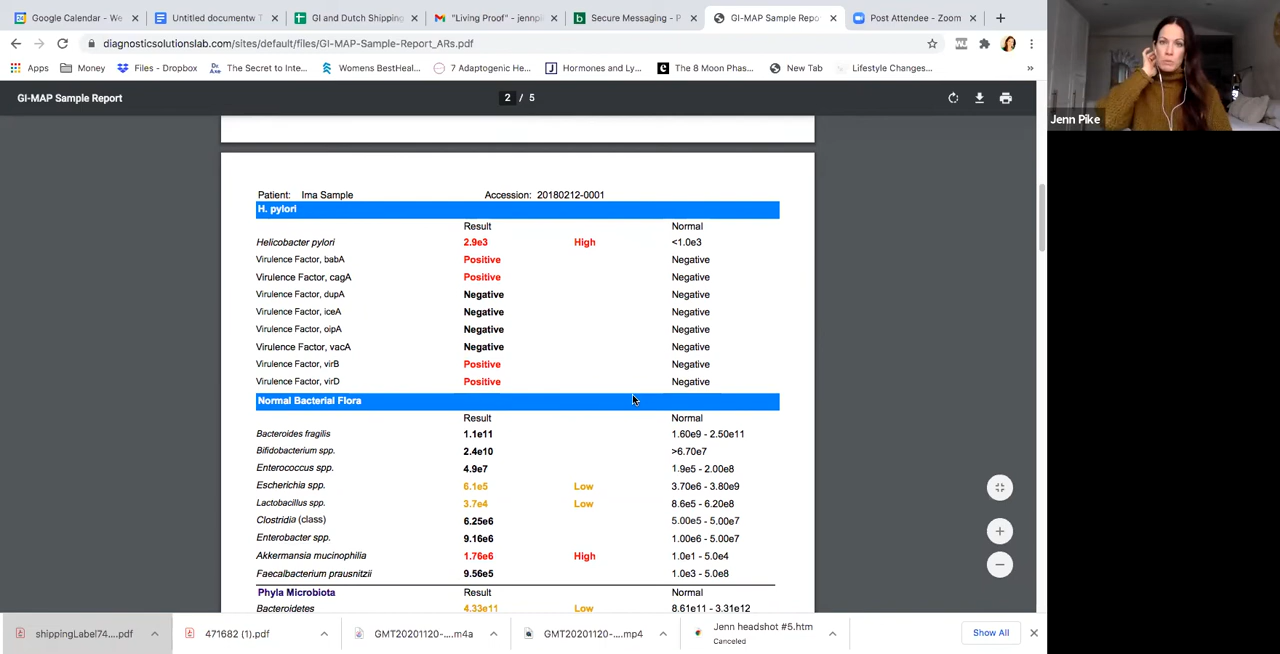 Google Calendar - We
Untitled documentw
GI and Dutch Shipping
"Living Proof" - jennpil
Secure Messaging - P
GI-MAP Sample Repo
Post Attendee - Zoom
diagnosticsolutionslab.com/sites/default/files/GI-MAP-Sample-Report_ARs.pdf
Apps
Money
Files - Dropbox
The Secret to Inte...
Womens BestHeal...
7 Adaptogenic He...
Hormones and Ly...
The 8 Moon Phas...
New Tab
Lifestyle Changes...
GI-MAP Sample Report
2 / 5
Jenn Pike
Patient: Ima Sample Accession: 20180212-0001
H. pylori
Result Normal
Helicobacter pylori 2.9e3 High <1.0e3
Virulence Factor, babA Positive Negative
Virulence Factor, cagA Positive Negative
Virulence Factor, dupA Negative Negative
Virulence Factor, iceA Negative Negative
Virulence Factor, oipA Negative Negative
Virulence Factor, vacA Negative Negative
Virulence Factor, virB Positive Negative
Virulence Factor, virD Positive Negative
Normal Bacterial Flora
Result Normal
Bacteroides fragilis 1.1e11 1.60e9 - 2.50e11
Bifidobacterium spp. 2.4e10 >6.70e7
Enterococcus spp. 4.9e7 1.9e5 - 2.00e8
Escherichia spp. 6.1e5 Low 3.70e6 - 3.80e9
Lactobacillus spp. 3.7e4 Low 8.6e5 - 6.20e8
Clostridia (class) 6.25e6 5.00e5 - 5.00e7
Enterobacter spp. 9.16e6 1.00e6 - 5.00e7
Akkermansia mucinophilia 1.76e6 High 1.0e1 - 5.0e4
Faecalbacterium prausnitzii 9.56e5 1.0e3 - 5.0e8
Phyla Microbiota Result Normal
Bacteroidetes 4.33e11 Low 8.61e11 - 3.31e12
shippingLabel74....pdf
471682 (1).pdf
GMT20201120-....m4a
GMT20201120-....mp4
Jenn headshot #5.htm
Canceled
Show All